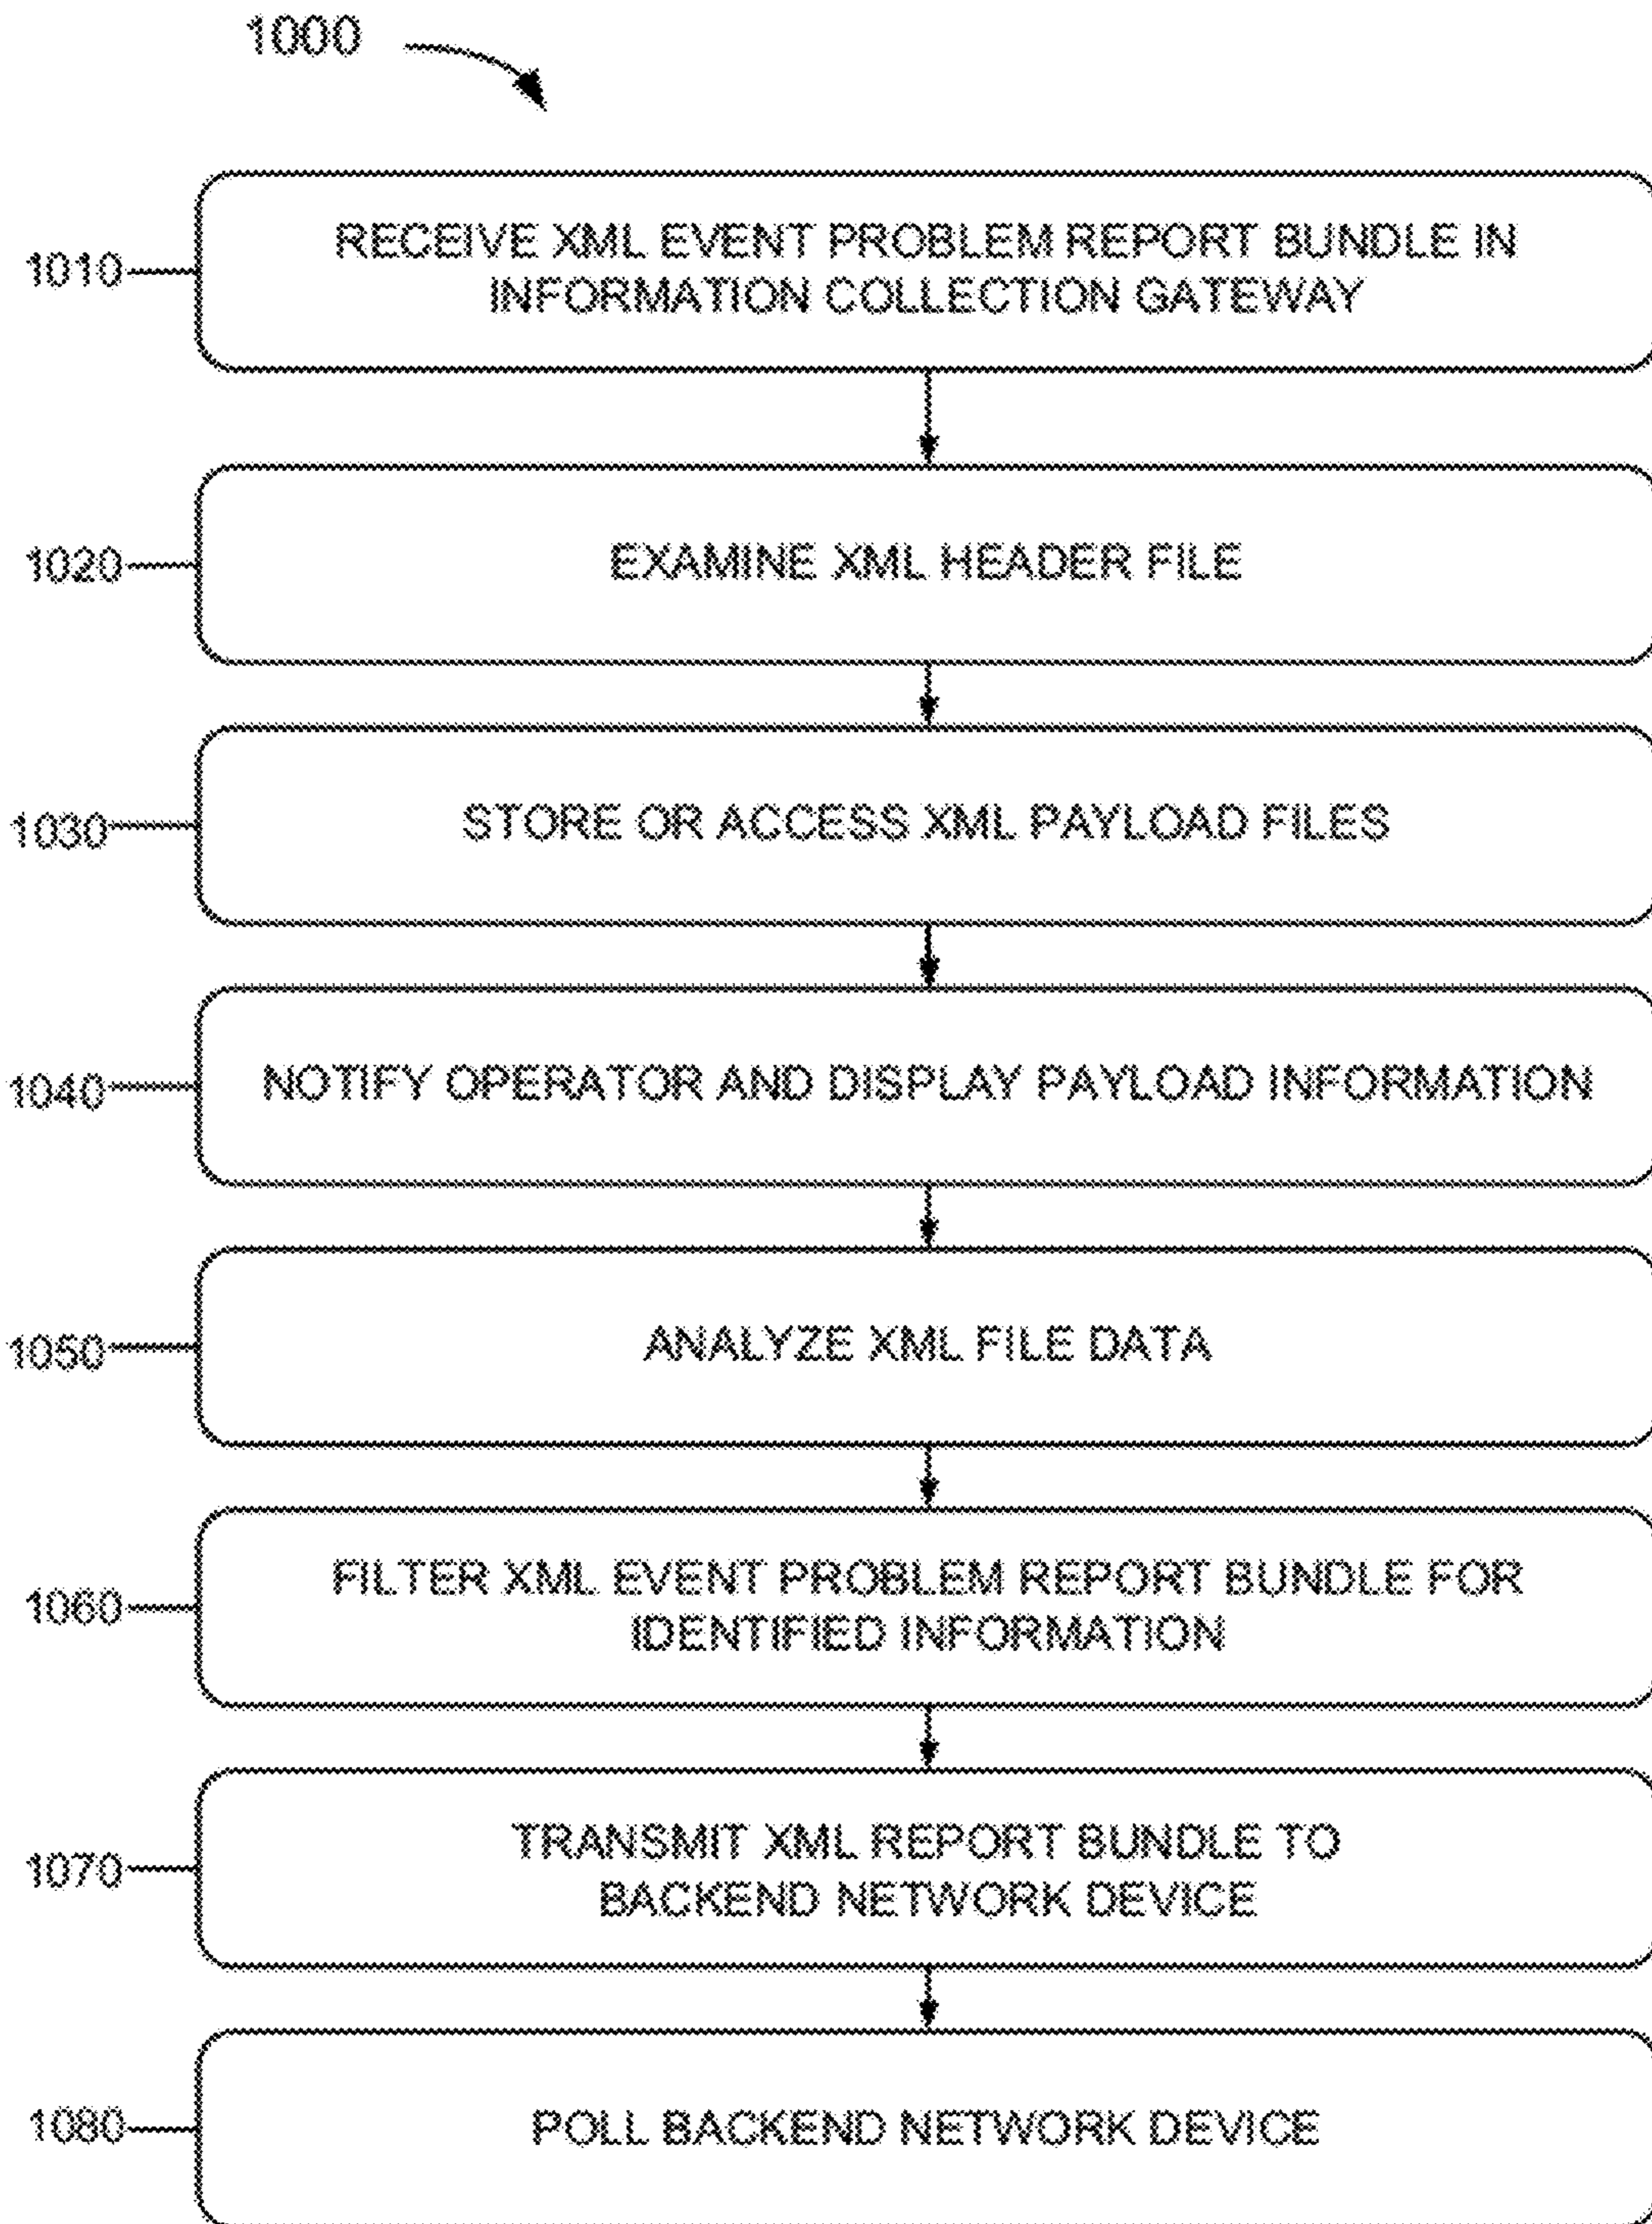 1000
1010
RECEIVE XML EVENT PROBLEM REPORT BUNDLE IN
INFORMATION COLLECTION GATEWAY
1020
EXAMINE XML HEADER FILE
1030
STORE OR ACCESS XML PAYLOAD FILES
1040
NOTIFY OPERATOR AND DISPLAY PAYLOAD INFORMATION
1050
ANALYZE XML FILE DATA
1060
FILTER XML EVENT PROBLEM REPORT BUNDLE FOR
IDENTIFIED INFORMATION
1070
TRANSMIT XML REPORT BUNDLE TO
BACKEND NETWORK DEVICE
1080
POLL BACKEND NETWORK DEVICE